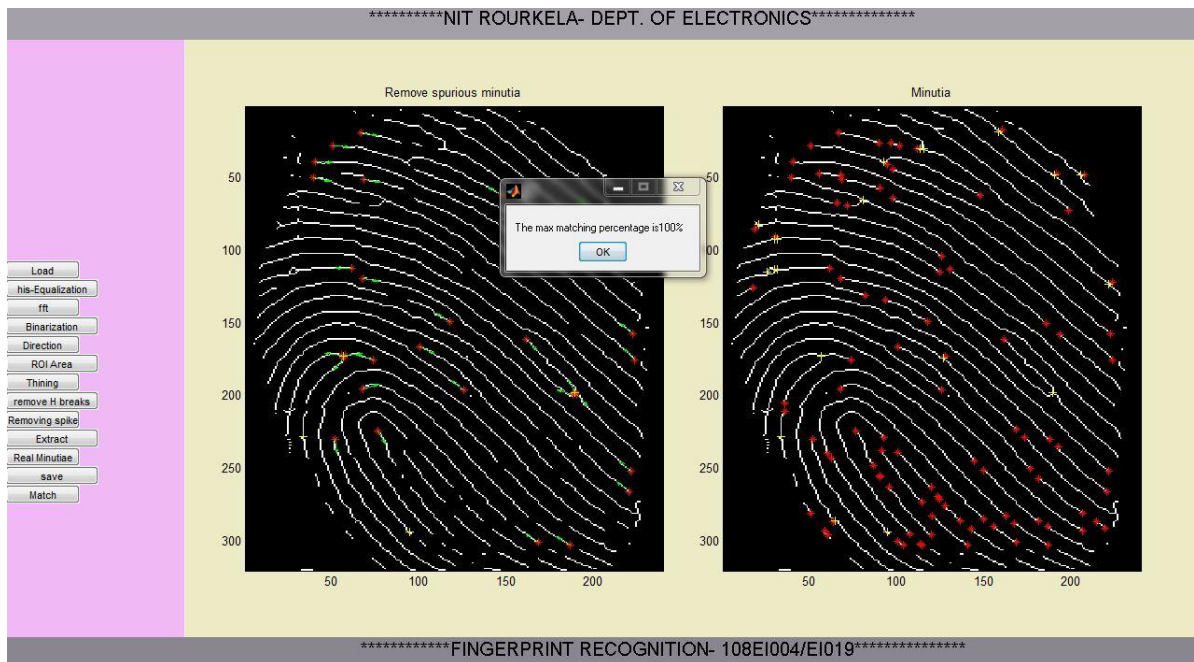 **********NIT ROURKELA- DEPT. OF ELECTRONICS**************
Load
his-Equalization
fft
Binarization
Direction
ROI Area
Thining
remove H breaks
Removing spike
Extract
Real Minutiae
save
Match
Remove spurious minutia
50
100
150
200
250
300
50 100 150 200
The max matching percentage is100%
OK
Minutia
50
00
150
200
250
300
50 100 150 200
***********FINGERPRINT RECOGNITION- 108EI004/EI019***************